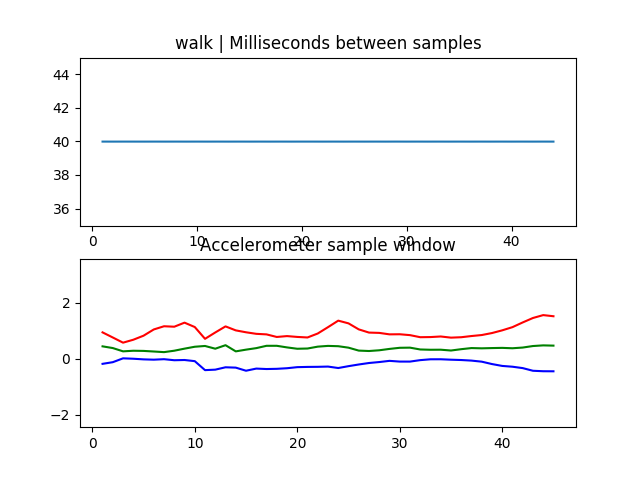 walk | Milliseconds between samples
44
42
40
38
36
0 10 20 30 40
Accelerometer sample window
2
0
−2
0 10 20 30 40